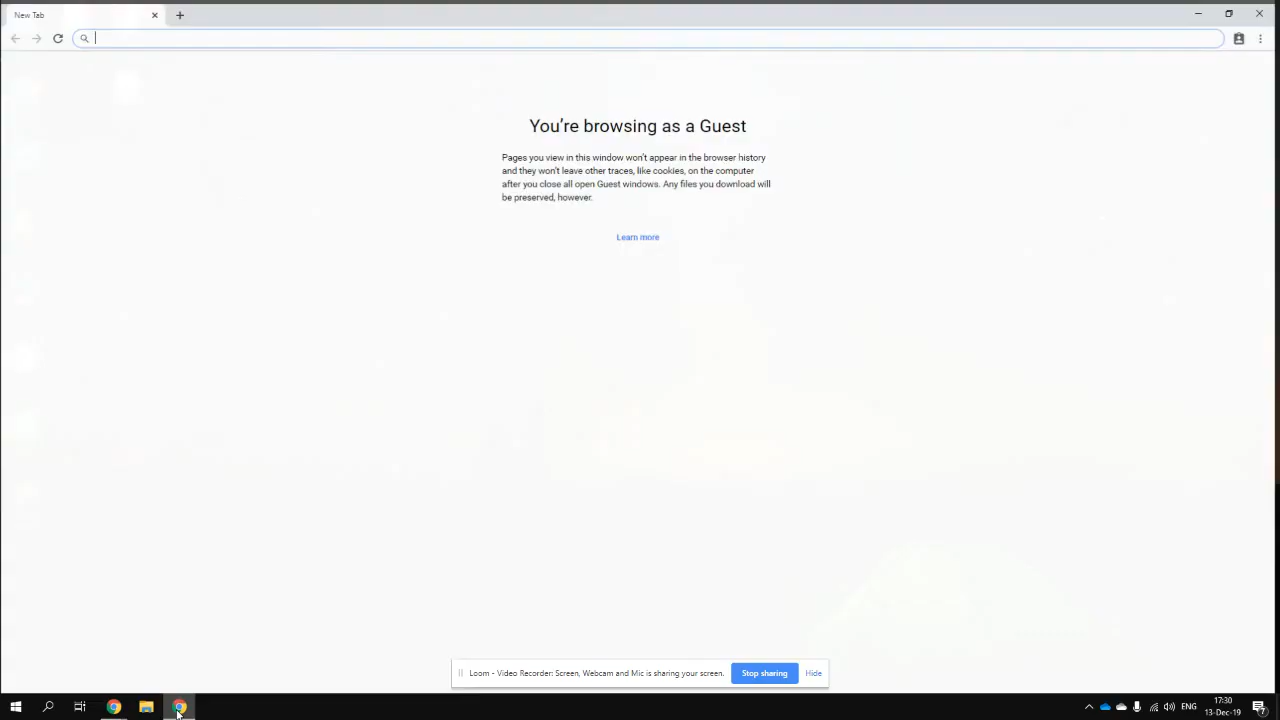 New Tab
You're browsing as a Guest
Pages you view in this window won't appear in the browser history
and they won't leave other traces, like cookies, on the computer
after you close all open Guest windows. Any files you download will
be preserved, however.
Learn more
Loom - Video Recorder: Screen, Webcam and Mic is sharing your screen.
Stop sharing
Hide
ENG
17:30
13-Dec-19
7